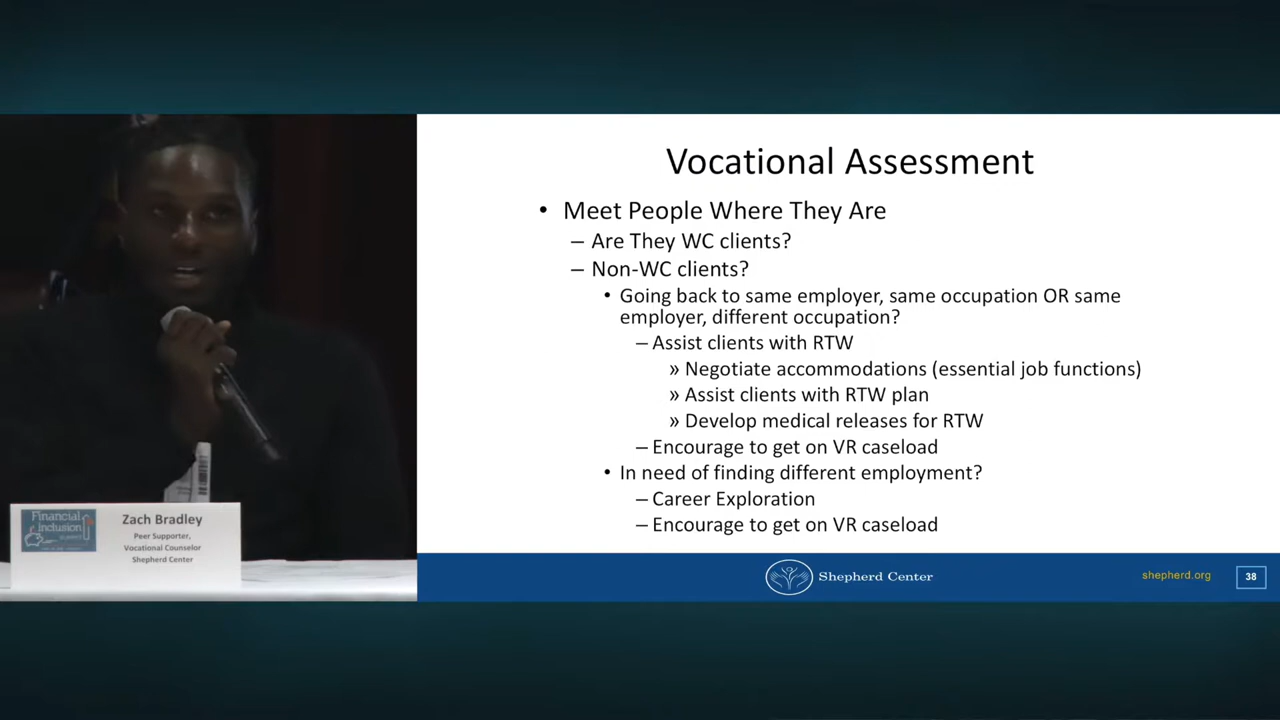 Vocational Assessment
• Meet People Where They Are
– Are They WC clients?
– Non-WC clients?
• Going back to same employer, same occupation OR same
employer, different occupation?
– Assist clients with RTW
» Negotiate accommodations (essential job functions)
» Assist clients with RTW plan
» Develop medical releases for RTW
– Encourage to get on VR caseload
• In need of finding different employment?
– Career Exploration
– Encourage to get on VR caseload
Shepherd Center
shepherd.org
38
Financial
Inclusion
SUMMIT
Zach Bradley
Peer Supporter,
Vocational Counselor
Shepherd Center